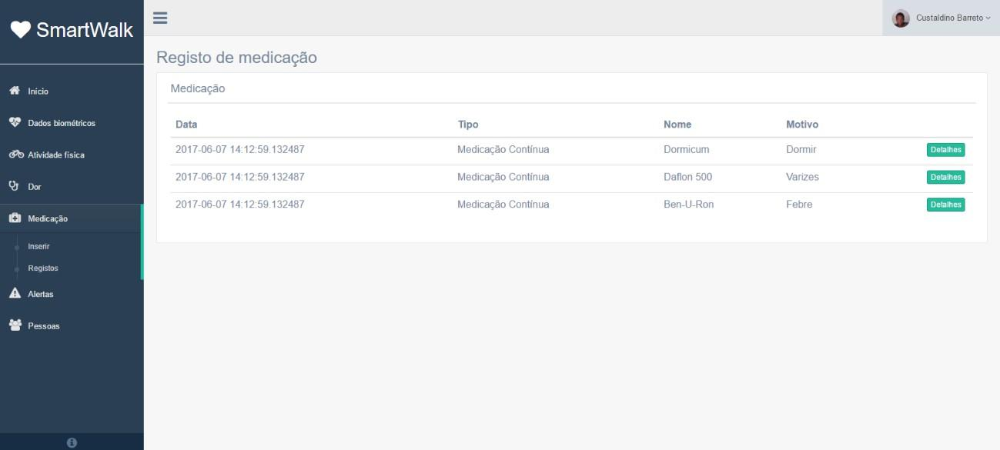 SmartWalk
Custaldino Barreto
Início
Dados biométricos
Atividade física
Dor
Medicação
Inserir
Registos
Alertas
Pessoas
Registo de medicação
Medicação
Data Tipo Nome Motivo
2017-06-07 14:12:59.132487 Medicação Contínua Dormicum Dormir Detalhes
2017-06-07 14:12:59.132487 Medicação Contínua Daflon 500 Varizes Detalhes
2017-06-07 14:12:59.132487 Medicação Contínua Ben-U-Ron Febre Detalhes